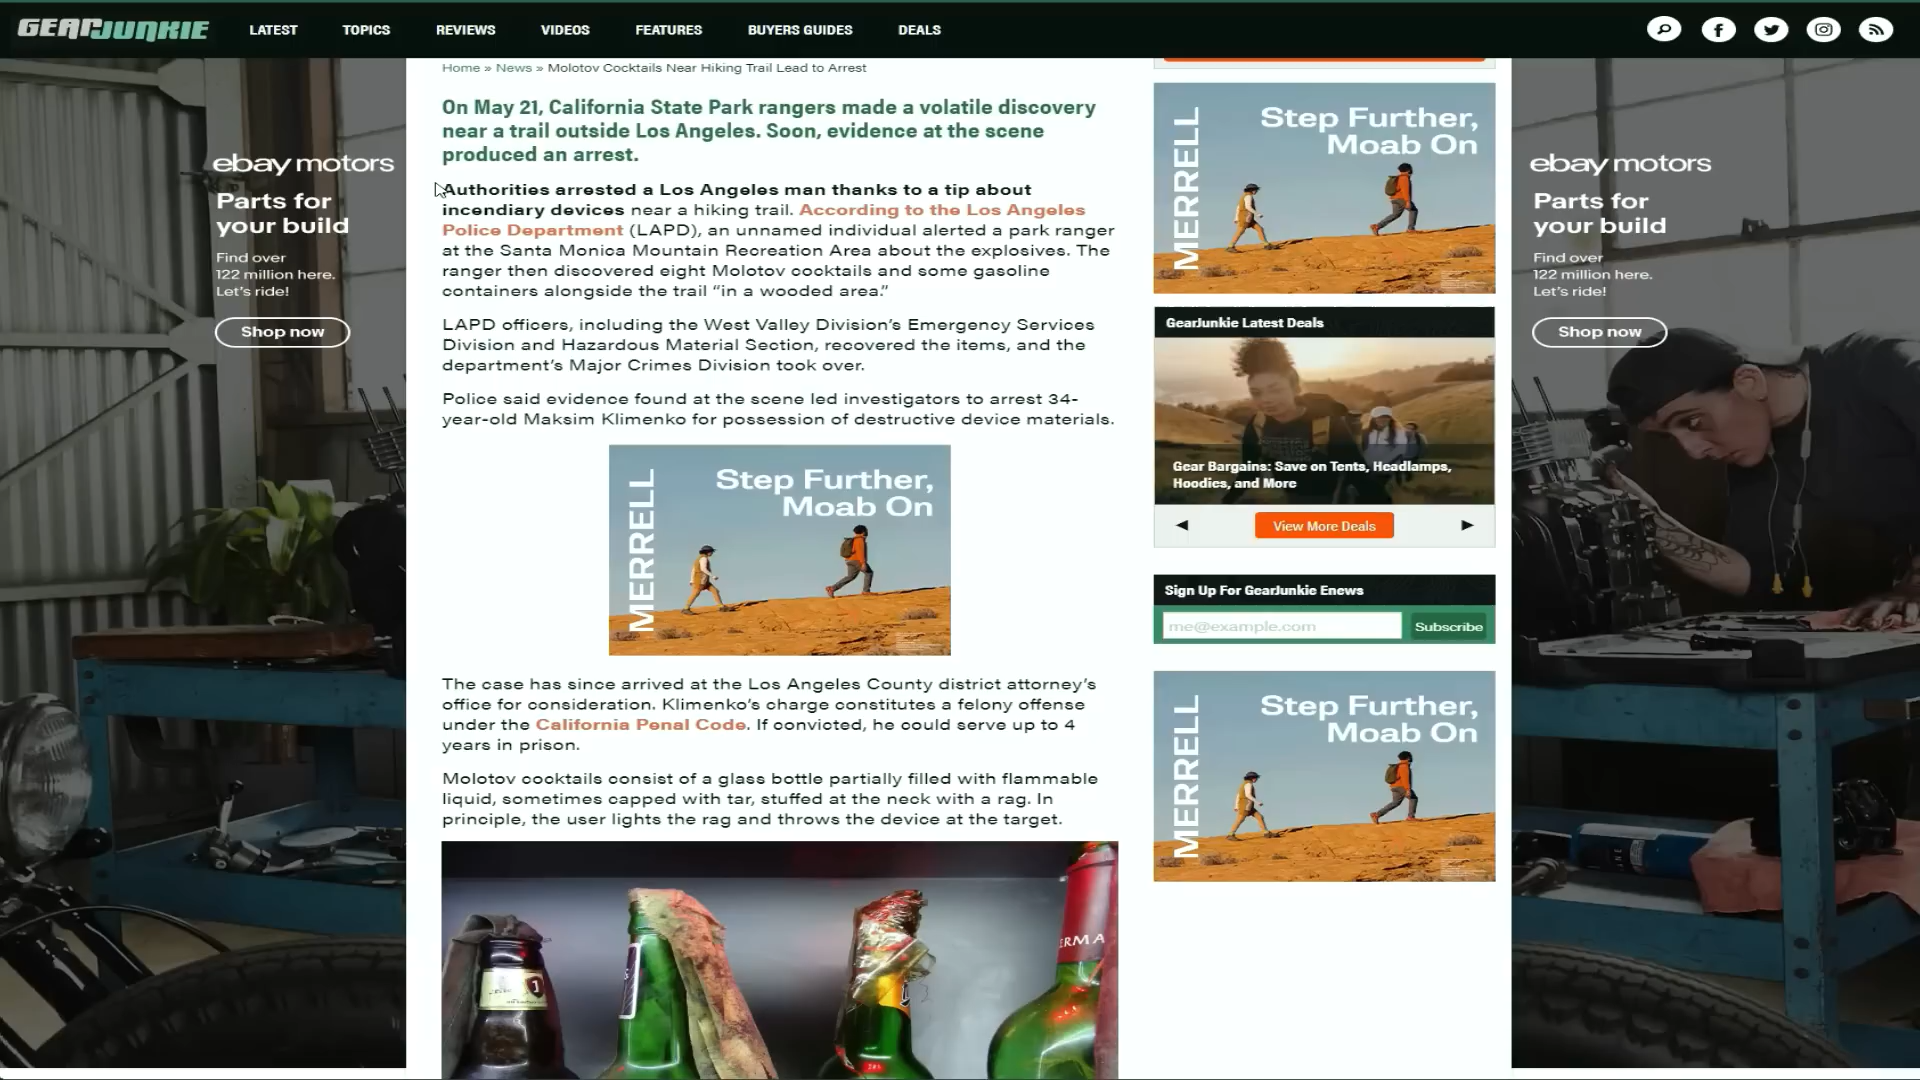 GEARJUNKIE
LATEST TOPICS REVIEWS VIDEOS FEATURES BUYERS GUIDES DEALS
Home » News » Molotov Cocktails Near Hiking Trail Lead to Arrest
On May 21, California State Park rangers made a volatile discovery
near a trail outside Los Angeles. Soon, evidence at the scene
produced an arrest.
Authorities arrested a Los Angeles man thanks to a tip about
incendiary devices near a hiking trail. According to the Los Angeles
Police Department (LAPD), an unnamed individual alerted a park ranger
at the Santa Monica Mountain Recreation Area about the explosives. The
ranger then discovered eight Molotov cocktails and some gasoline
containers alongside the trail “in a wooded area.”
LAPD officers, including the West Valley Division’s Emergency Services
Division and Hazardous Material Section, recovered the items, and the
department’s Major Crimes Division took over.
Police said evidence found at the scene led investigators to arrest 34-
year-old Maksim Klimenko for possession of destructive device materials.
MERRELL
Step Further,
Moab On
The case has since arrived at the Los Angeles County district attorney’s
office for consideration. Klimenko’s charge constitutes a felony offense
under the California Penal Code. If convicted, he could serve up to 4
years in prison.
Molotov cocktails consist of a glass bottle partially filled with flammable
liquid, sometimes capped with tar, stuffed at the neck with a rag. In
principle, the user lights the rag and throws the device at the target.
ebay motors
Parts for
your build
Find over
122 million here.
Let’s ride!
Shop now
MERRELL
Step Further,
Moab On
GearJunkie Latest Deals
Gear Bargains: Save on Tents, Headlamps,
Hoodies, and More
View More Deals
Sign Up For GearJunkie Enews
me@example.com Subscribe
MERRELL
Step Further,
Moab On
ebay motors
Parts for
your build
Find over
122 million here.
Let’s ride!
Shop now